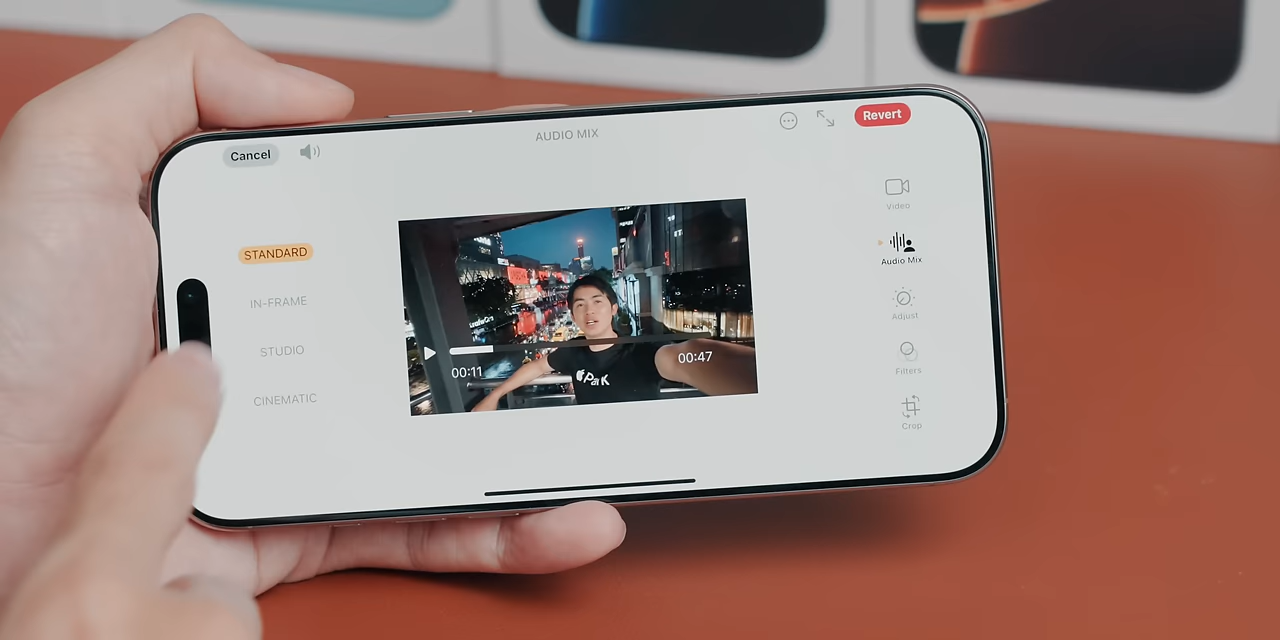 AUDIO MIX
Cancel
Revert
STANDARD
IN-FRAME
STUDIO
CINEMATIC
00:11
00:47
Video
Audio Mix
Adjust
Filters
Crop